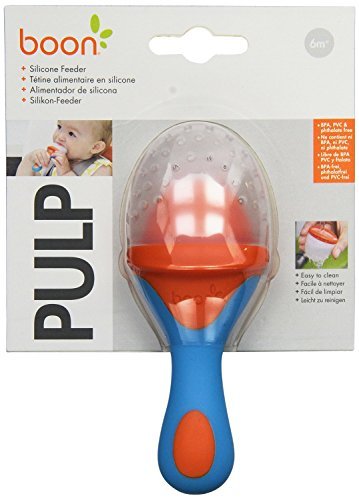 boon
+ Silicone Feeder
+ Tétine alimentaire en silicone
+ Alimentador de silicona
+ Silikon-Feeder
6m+
+ BPA, PVC &
phthalate free
+ Ne contient ni
BPA, ni PVC,
ni phthalate
+ Libre de BPA
PVC y ftalato
+ BPA-frei,
phthalatfrei
und PVC-frei
PULP
boon
+ Easy to clean
+ Facile à nettoyer
+ Fácil de limpiar
+ Leicht zu reinigen